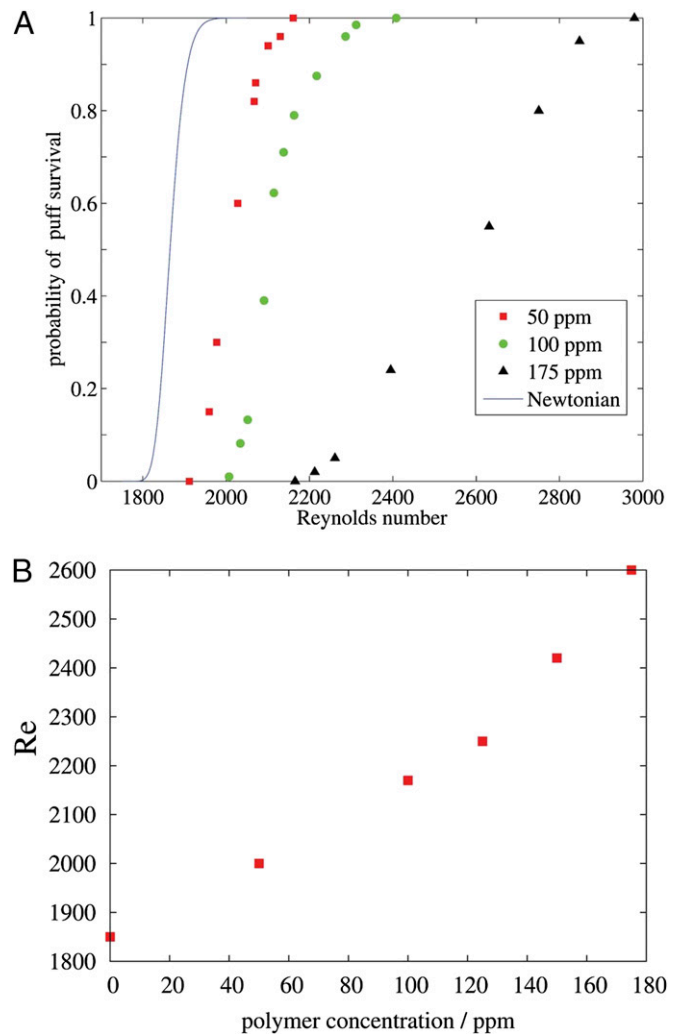 A
1
0.8
0.6
0.4
0.2
0
probability of puff survival
50 ppm
100 ppm
175 ppm
Newtonian
1800 2000 2200 2400 2600 2800 3000
Reynolds number
B
2600
2500
2400
2300
2200
2100
2000
1900
1800
Re
0 20 40 60 80 100 120 140 160 180
polymer concentration / ppm